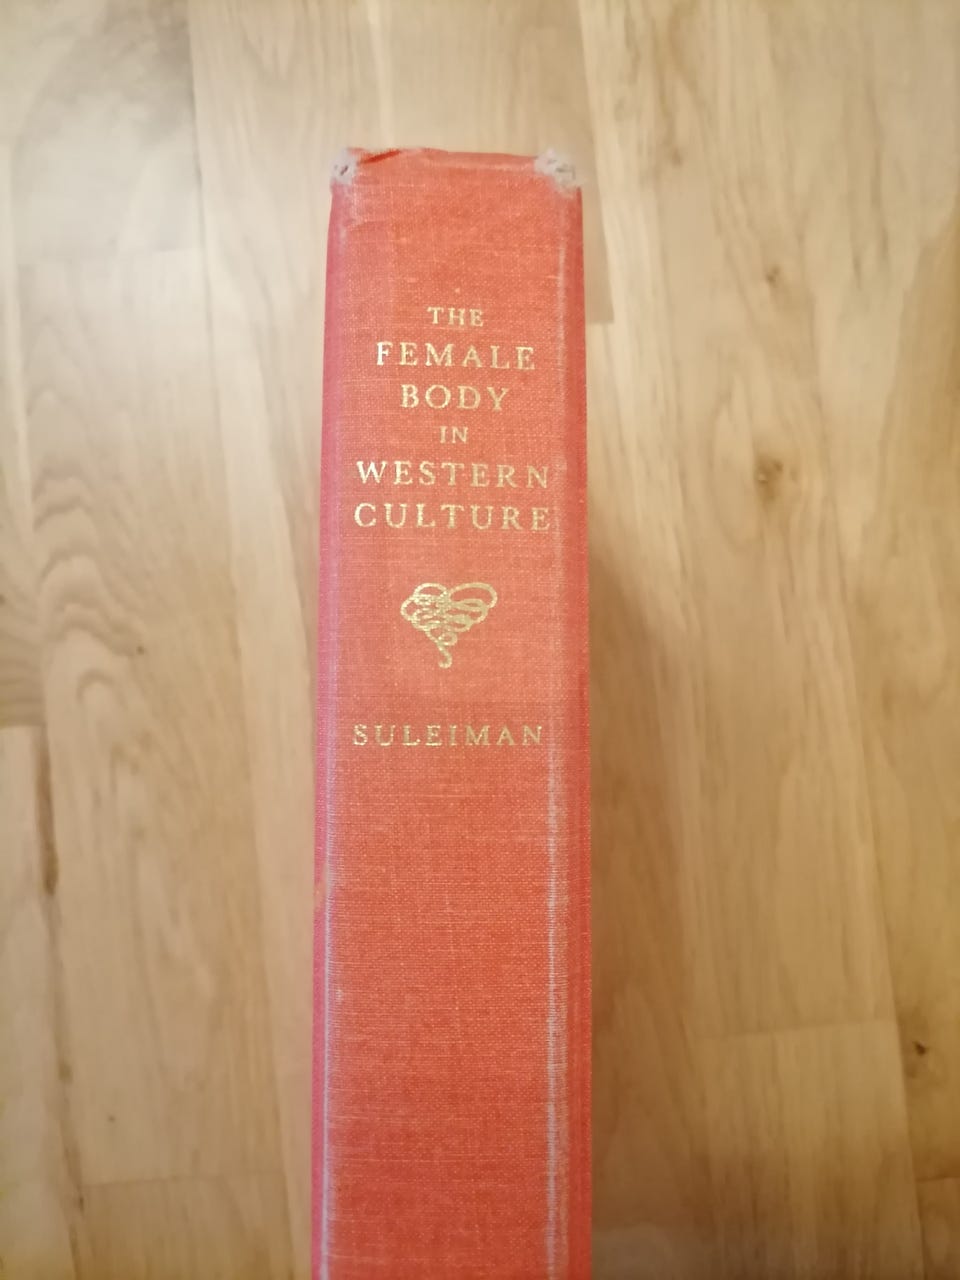 THE
FEMALE
BODY
IN
WESTERN
CULTURE
SULEIMAN